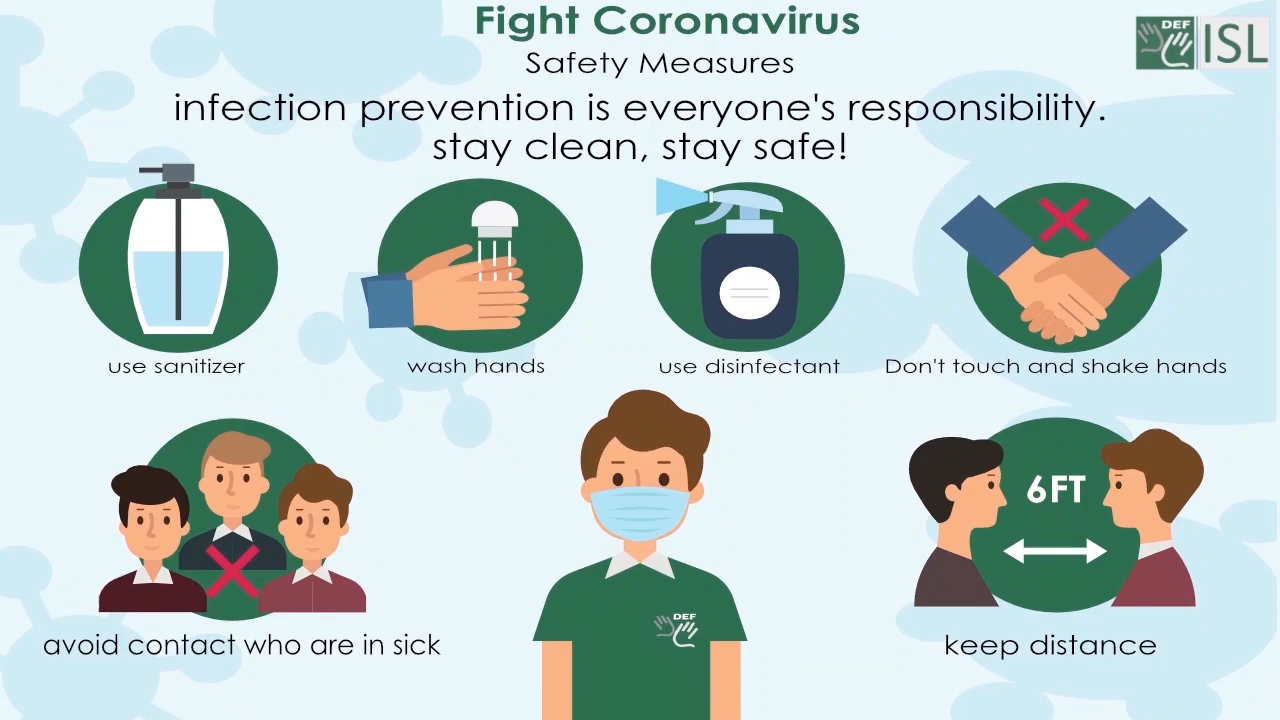 Fight Coronavirus
DEF
ISL
Safety Measures
infection prevention is everyone's responsibility.
stay clean, stay safe!
use sanitizer
wash hands
use disinfectant
Don't touch and shake hands
6FT
DEF
avoid contact who are in sick
keep distance